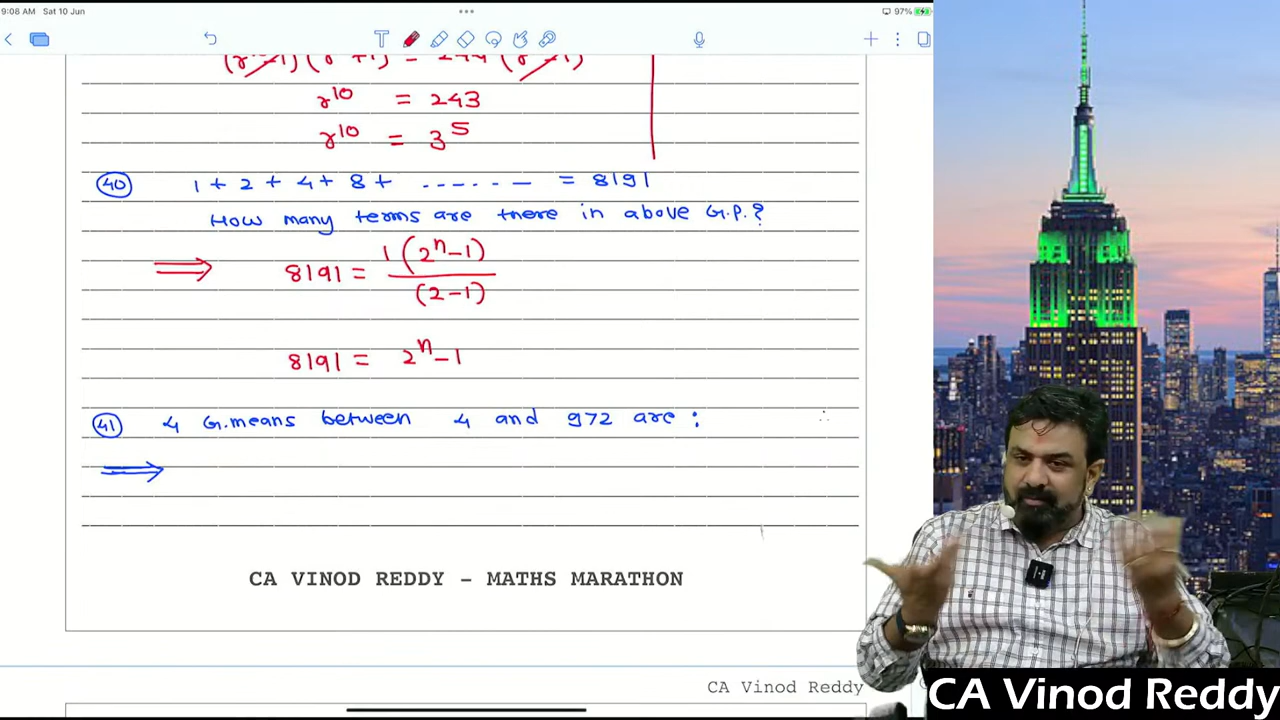 9:08 AM Sat 10 Jun
97%
= 244
r¹⁰ = 243
r¹⁰ = 3⁵
40 1 + 2 + 4 + 8 + ....... = 8191
How many terms are there in above G.P.?
⇒ 8191 = 1(2ⁿ-1)
(2-1)
8191 = 2ⁿ-1
41 4 G.means between 4 and 972 are :
⇒
CA VINOD REDDY - MATHS MARATHON
CA Vinod Reddy
CA Vinod Reddy